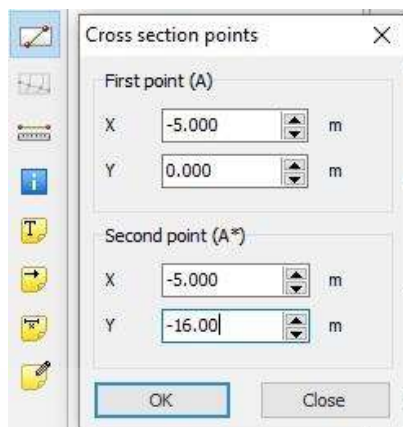 Cross section points
First point (A)
X -5.000 m
Y 0.000 m
Second point (A*)
X -5.000 m
Y -16.00 m
OK Close
i
T